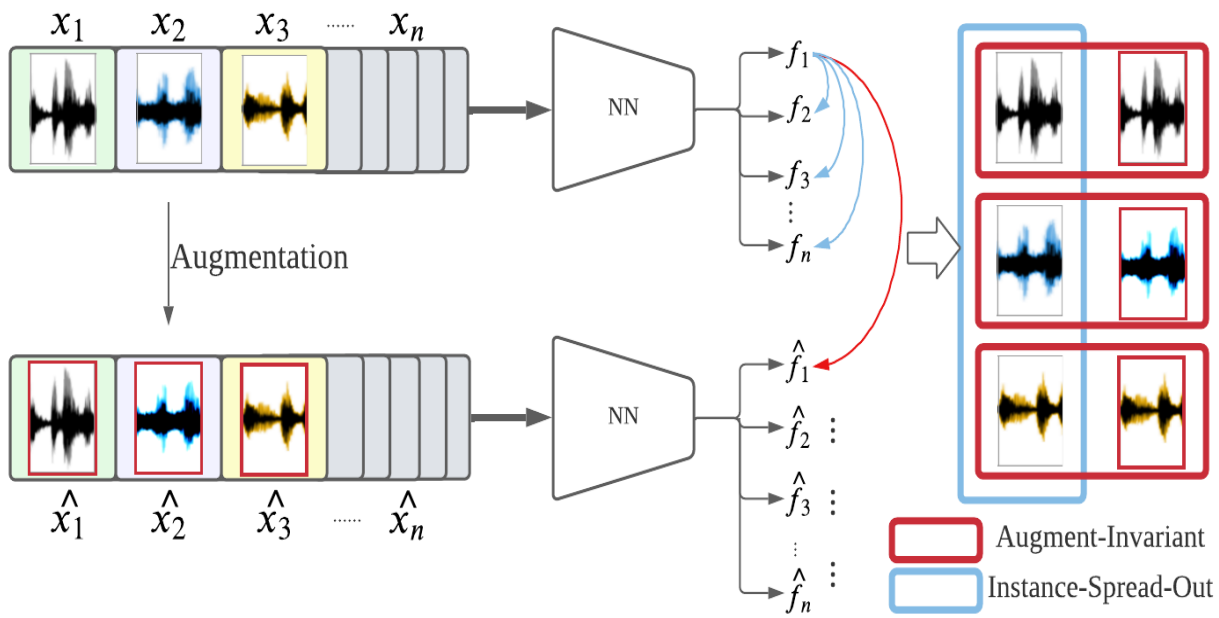 x₁ x₂ x₃ ...... xₙ
NN
f₁
f₂
f₃
⋮
fₙ
Augmentation
NN
f̂₁
f̂₂ ⋮
f̂₃ ⋮
⋮
f̂ₙ ⋮
x̂₁ x̂₂ x̂₃ ...... x̂ₙ
Augment-Invariant
Instance-Spread-Out